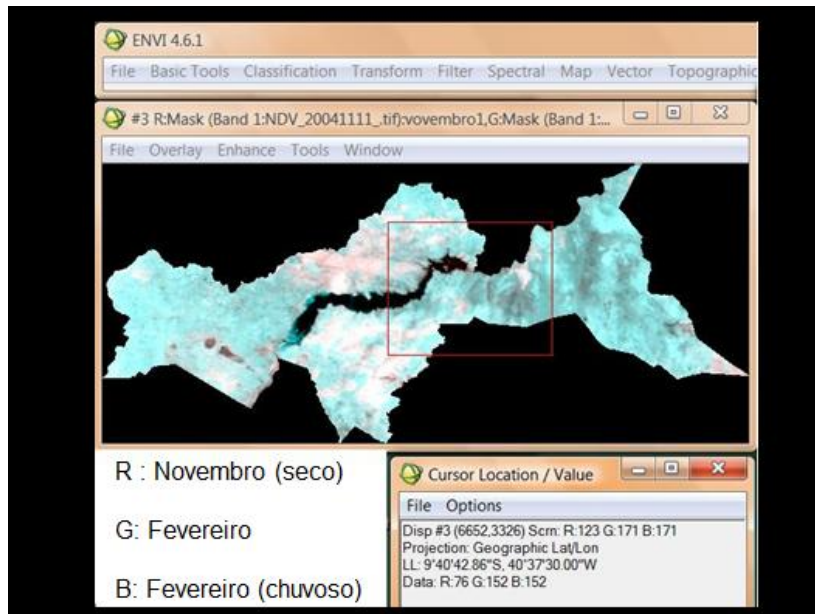 ENVI 4.6.1
File Basic Tools Classification Transform Filter Spectral Map Vector Topographic
#3 R:Mask (Band 1:NDV_20041111_.tif):vovembro1,G:Mask (Band 1:...
File Overlay Enhance Tools Window
R : Novembro (seco)
G: Fevereiro
B: Fevereiro (chuvoso)
Cursor Location / Value
File Options
Disp #3 (6652,3326) Scrn: R:123 G:171 B:171
Projection: Geographic Lat/Lon
LL: 9°40'42.86"S, 40°37'30.00"W
Data: R:76 G:152 B:152